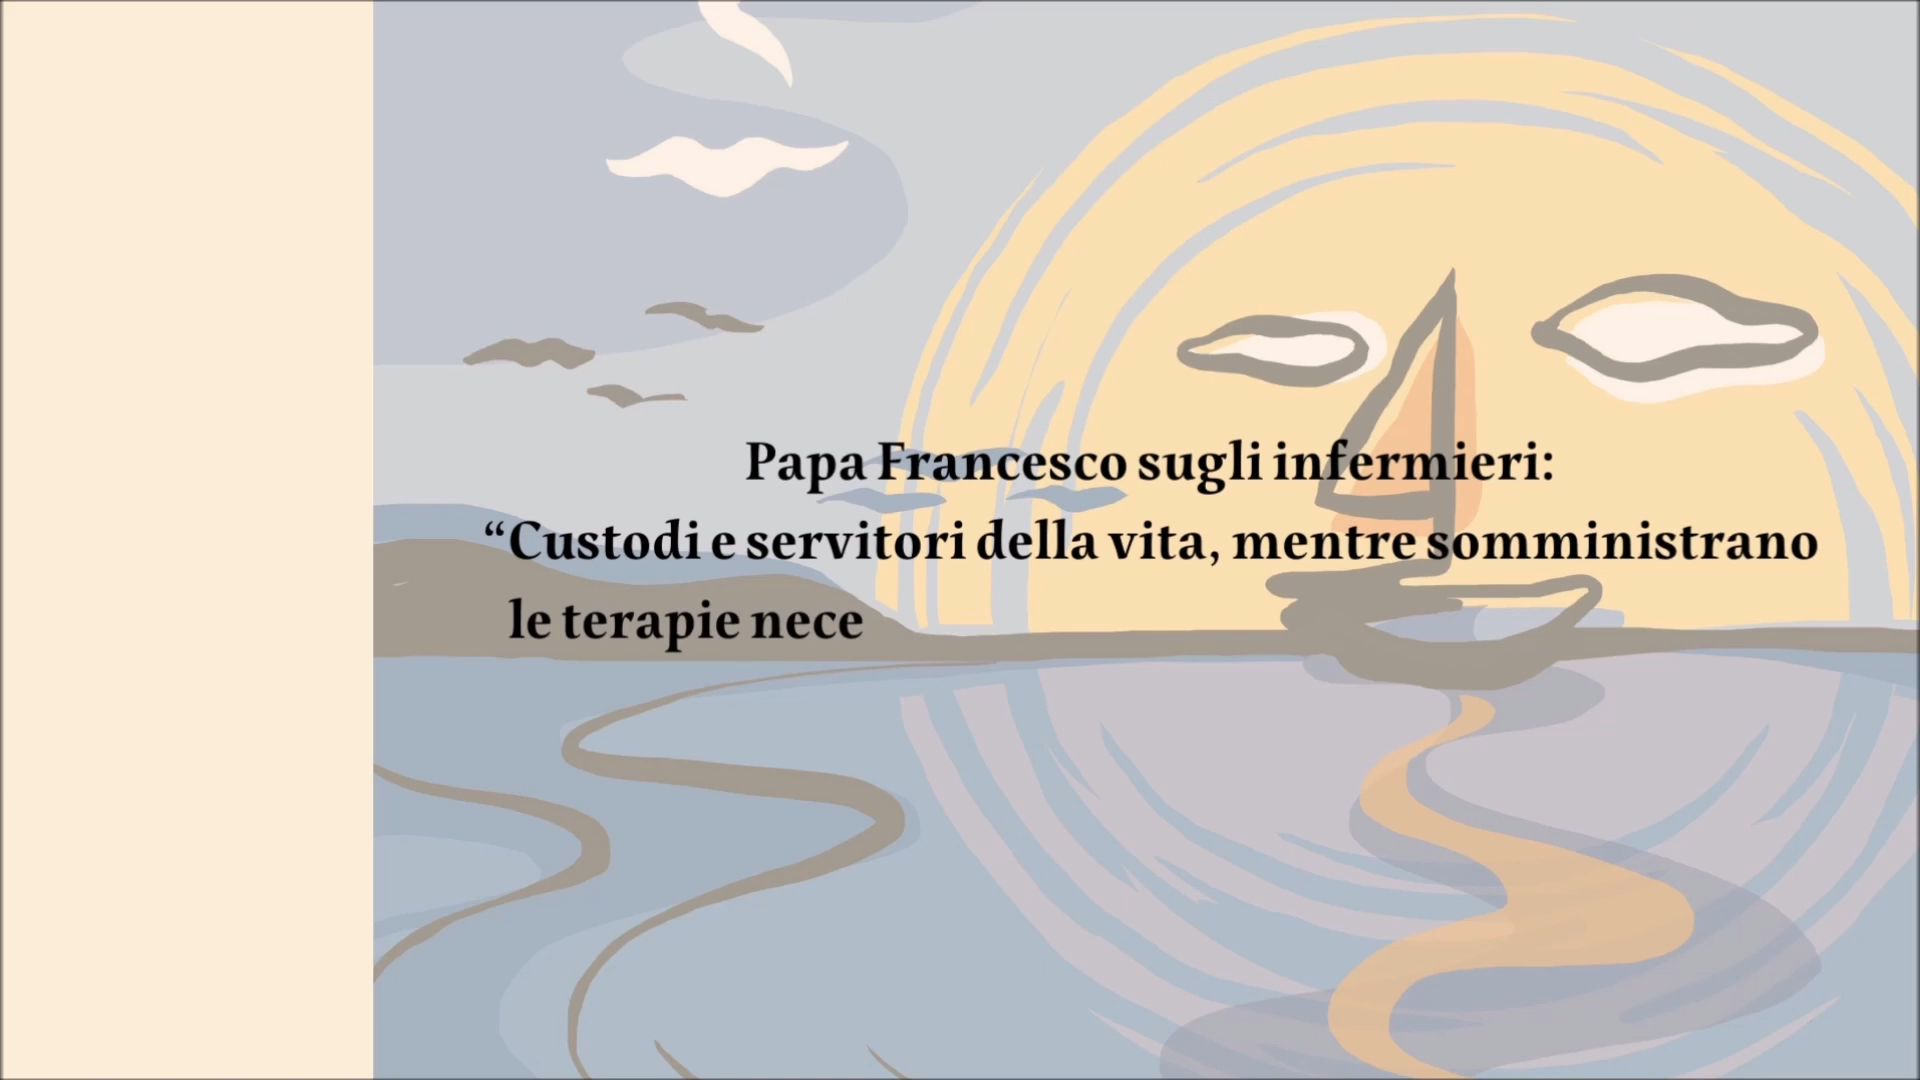 Papa Francesco sugli infermieri:
“Custodi e servitori della vita, mentre somministrano
le terapie nece